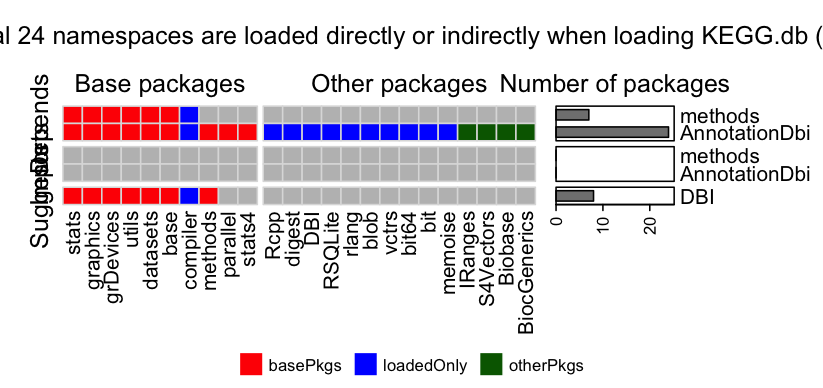 al 24 namespaces are loaded directly or indirectly when loading KEGG.db (
Base packages Other packages Number of packages
methods
AnnotationDbi
methods
AnnotationDbi
DBI
stats graphics grDevices utils datasets base compiler methods parallel stats4 Rcpp digest DBI RSQLite rlang blob vctrs bit64 bit memoise IRanges S4Vectors Biobase BiocGenerics
0 10 20
basePkgs loadedOnly otherPkgs